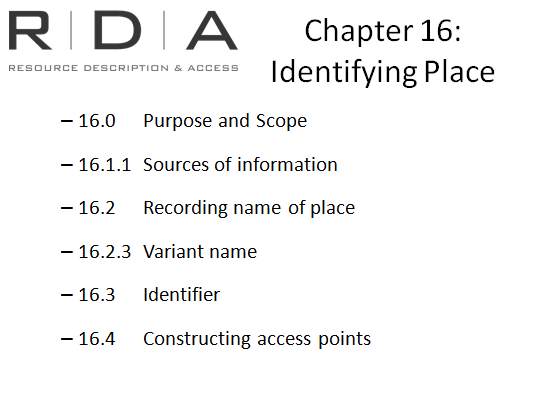 R | D | A
RESOURCE DESCRIPTION & ACCESS
Chapter 16:
Identifying Place
– 16.0 Purpose and Scope
– 16.1.1 Sources of information
– 16.2 Recording name of place
– 16.2.3 Variant name
– 16.3 Identifier
– 16.4 Constructing access points